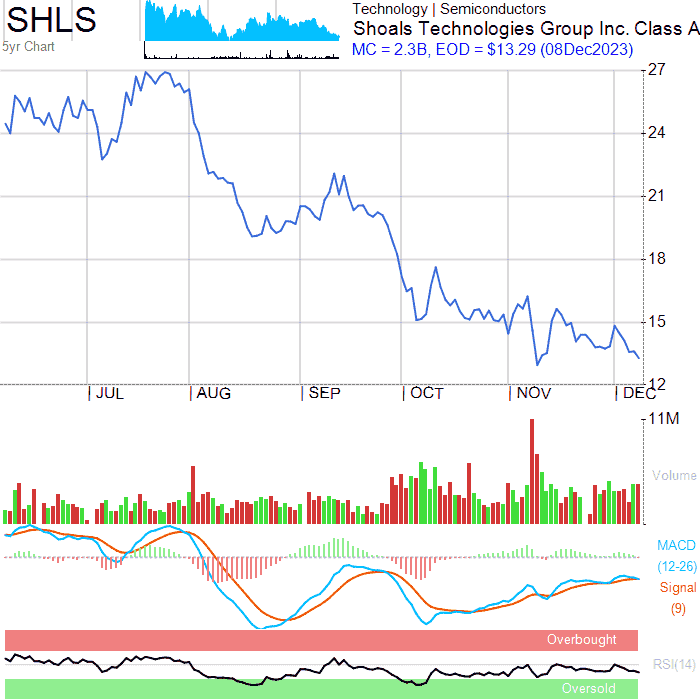 SHLS
5yr Chart
Technology | Semiconductors
Shoals Technologies Group Inc. Class A
MC = 2.3B, EOD = $13.29 (08Dec2023)
27
24
21
18
15
12
JUL AUG SEP OCT NOV DEC
11M
Volume
MACD
(12-26)
Signal
(9)
Overbought
RSI(14)
Oversold